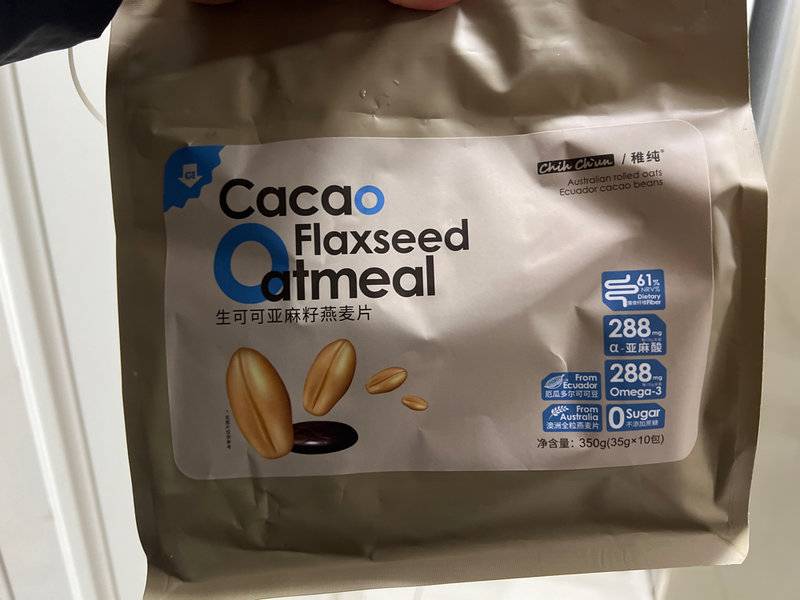 GI
Cacao
Flaxseed
Oatmeal
生可可亚麻籽燕麦片
Chih Ch'un / 稚纯®
Australian rolled oats
Ecuador cacao beans
61%
NRV%
Dietary
Fiber
288mg
α-亚麻酸
288mg
Omega-3
From
Ecuador
厄瓜多尔可可豆
From
Australia
澳洲全粒燕麦片
0 Sugar
不添加蔗糖
净含量：350g(35g×10包)